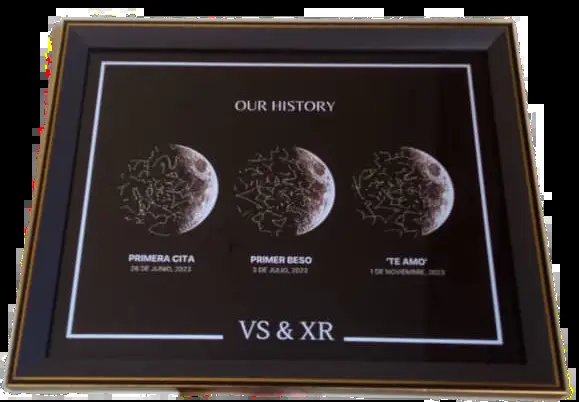 OUR HISTORY
PRIMERA CITA
26 DE JUNIO, 2023
PRIMER BESO
3 DE JULIO, 2023
'TE AMO'
1 DE NOVIEMBRE, 2023
VS & XR